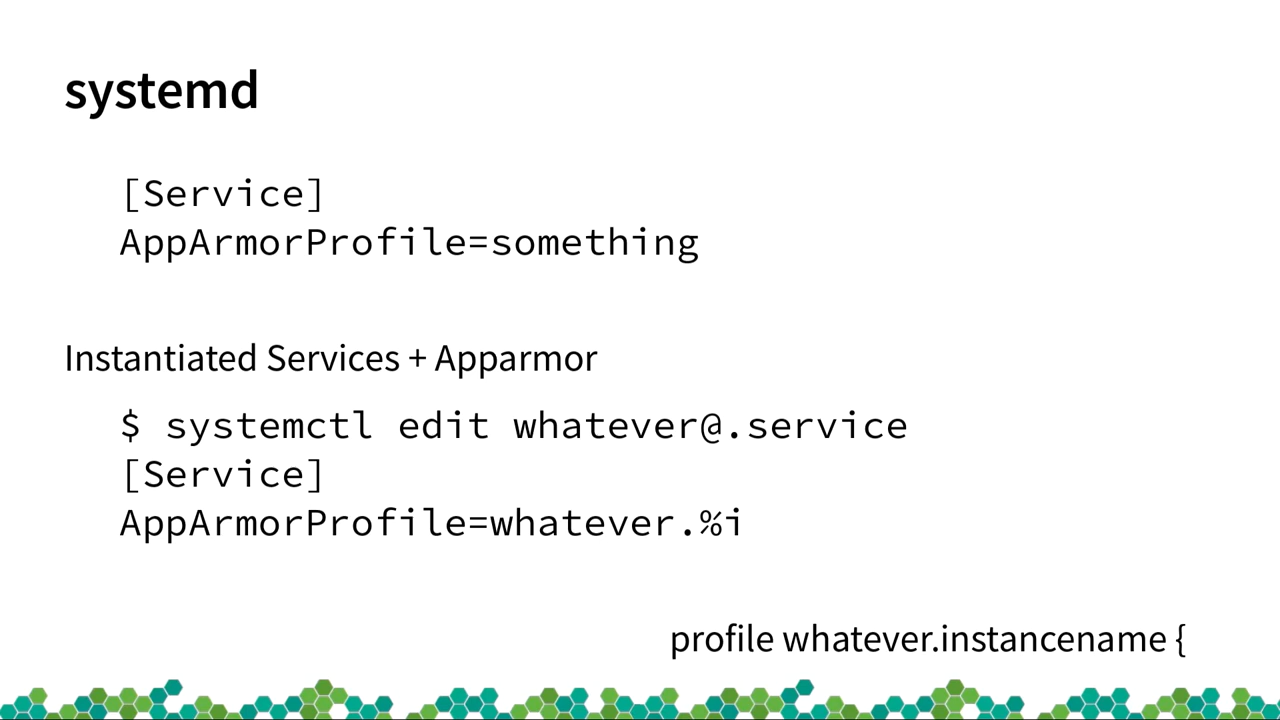 systemd
[Service]
AppArmorProfile=something
Instantiated Services + Apparmor
$ systemctl edit whatever@.service
[Service]
AppArmorProfile=whatever.%i
profile whatever.instancename {